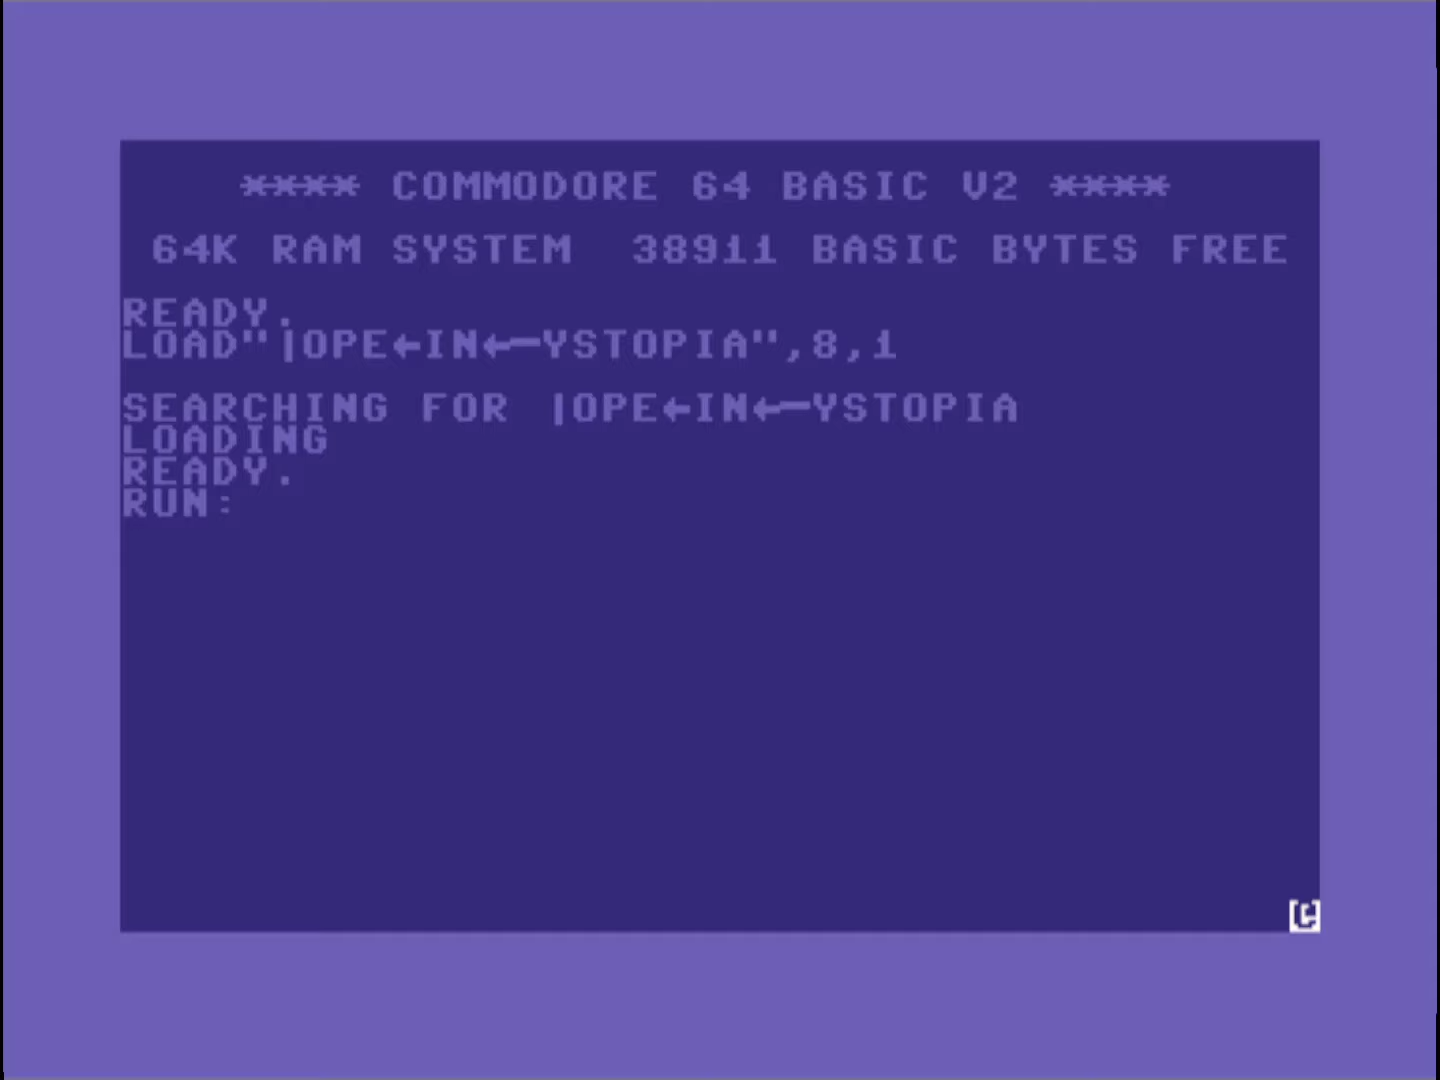 **** COMMODORE 64 BASIC V2 ****
64K RAM SYSTEM  38911 BASIC BYTES FREE
READY.
LOAD"|OPE←IN←─YSTOPIA",8,1
SEARCHING FOR |OPE←IN←─YSTOPIA
LOADING
READY.
RUN: